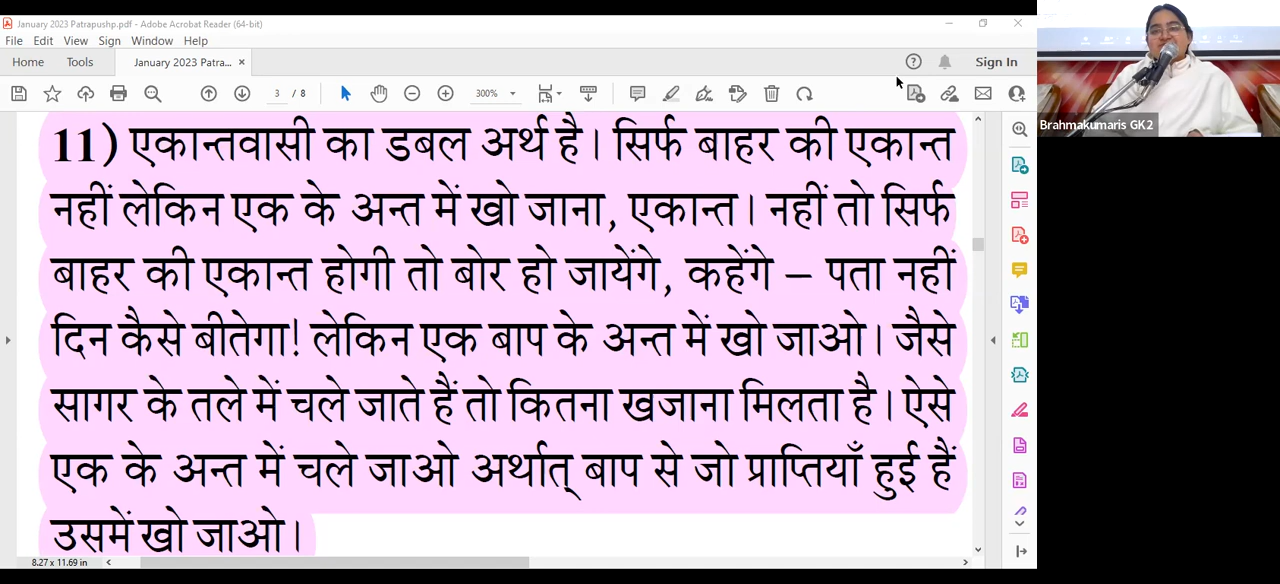 January 2023 Patrapushp.pdf - Adobe Acrobat Reader (64-bit)
File Edit View Sign Window Help
Home Tools January 2023 Patra... × Sign In
3 / 8 300%
Brahmakumaris GK2
11) एकान्तवासी का डबल अर्थ है। सिर्फ बाहर की एकान्त
नहीं लेकिन एक के अन्त में खो जाना, एकान्त। नहीं तो सिर्फ
बाहर की एकान्त होगी तो बोर हो जायेंगे, कहेंगे – पता नहीं
दिन कैसे बीतेगा! लेकिन एक बाप के अन्त में खो जाओ। जैसे
सागर के तले में चले जाते हैं तो कितना खजाना मिलता है। ऐसे
एक के अन्त में चले जाओ अर्थात् बाप से जो प्राप्तियाँ हुई हैं
उसमें खो जाओ।
8.27 x 11.69 in